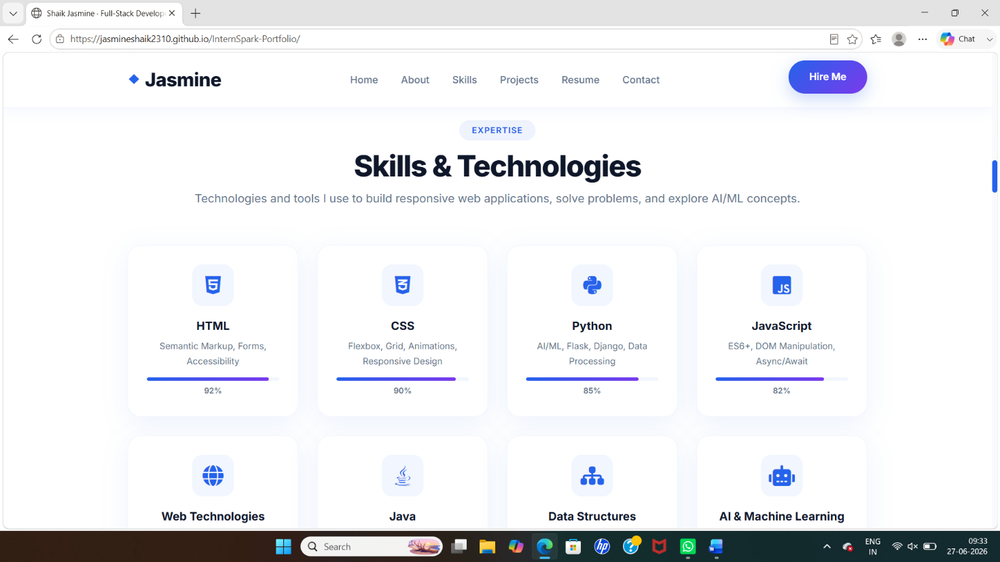 Shaik Jasmine · Full-Stack Develop
https://jasmineshaik2310.github.io/InternSpark-Portfolio/
Chat
Jasmine
Home
About
Skills
Projects
Resume
Contact
Hire Me
EXPERTISE
Skills & Technologies
Technologies and tools I use to build responsive web applications, solve problems, and explore AI/ML concepts.
HTML
Semantic Markup, Forms,
Accessibility
92%
CSS
Flexbox, Grid, Animations,
Responsive Design
90%
Python
AI/ML, Flask, Django, Data
Processing
85%
JS
JavaScript
ES6+, DOM Manipulation,
Async/Await
82%
Web Technologies
Java
Data Structures
AI & Machine Learning
Search
hp
W
ENG
IN
09:33
27-06-2026